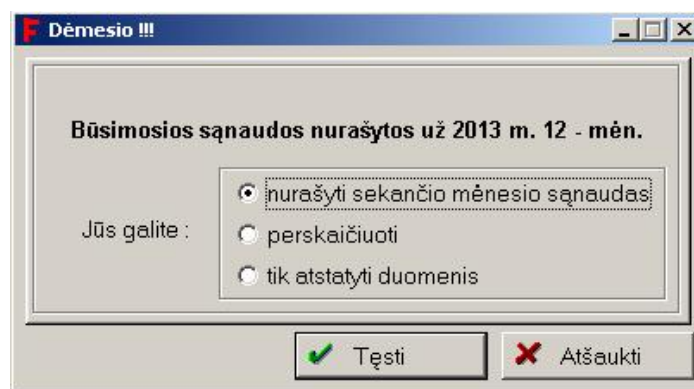 Dėmesio !!!
Būsimosios sąnaudos nurašytos už 2013 m. 12 - mėn.
Jūs galite :
nurašyti sekančio mėnesio sąnaudas
perskaičiuoti
tik atstatyti duomenis
Tęsti
Atšaukti